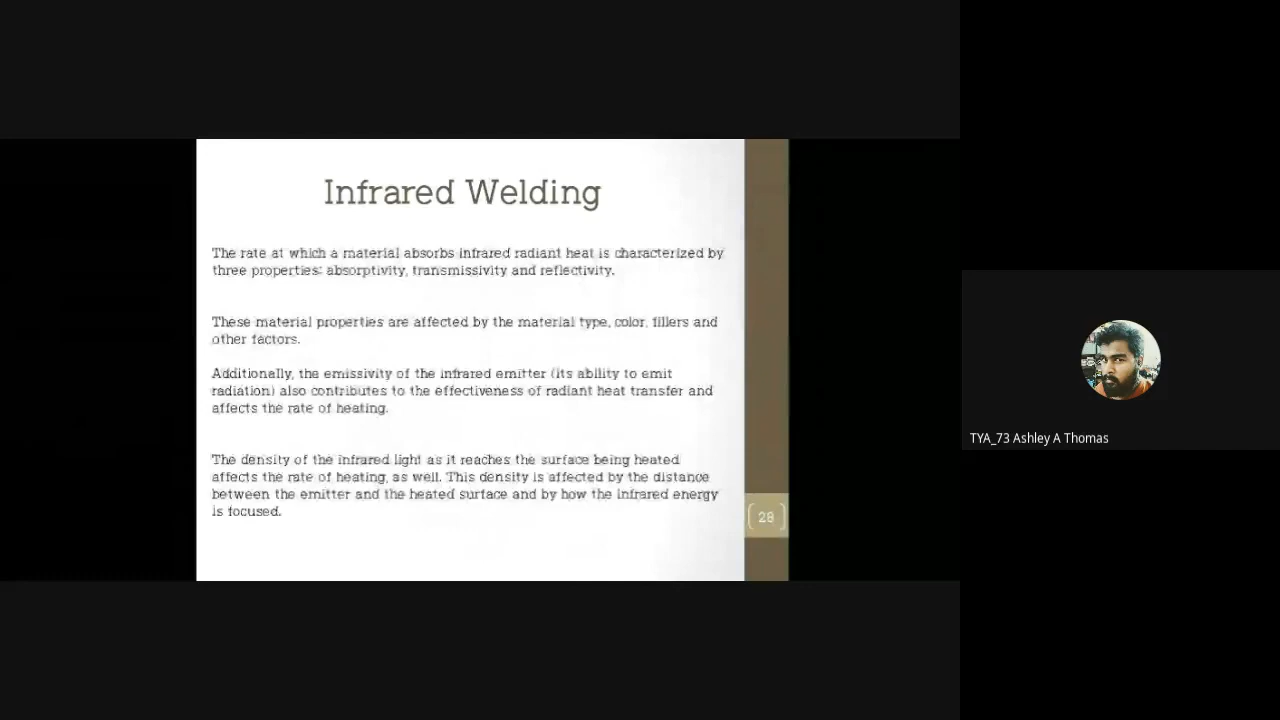 Infrared Welding
The rate at which a material absorbs infrared radiant heat is characterized by
three properties: absorptivity, transmissivity and reflectivity.
These material properties are affected by the material type, color, fillers and
other factors.
Additionally, the emissivity of the infrared emitter (its ability to emit
radiation) also contributes to the effectiveness of radiant heat transfer and
affects the rate of heating.
The density of the infrared light as it reaches the surface being heated
affects the rate of heating, as well. This density is affected by the distance
between the emitter and the heated surface and by how the infrared energy
is focused.
28
TYA_73 Ashley A Thomas